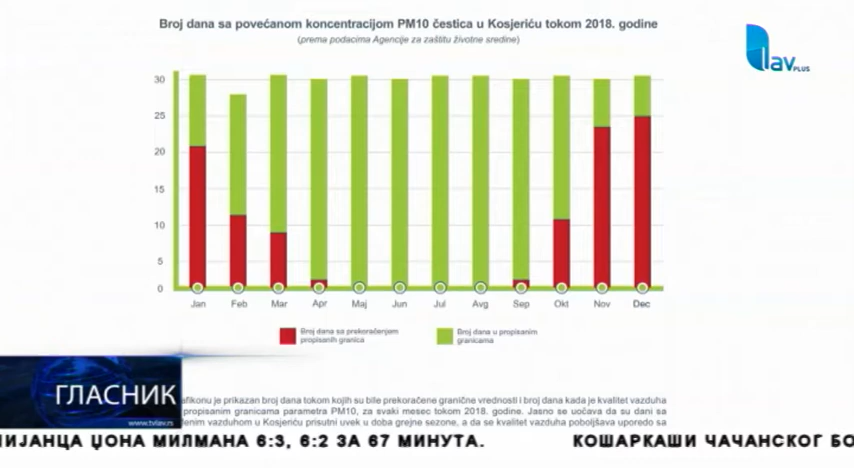 Broj dana sa povećanom koncentracijom PM10 čestica u Kosjeriću tokom 2018. godine
(prema podacima Agencije za zaštitu životne sredine)
lav PLUS
30
25
20
15
10
5
0
Jan Feb Mar Apr Maj Jun Jul Avg Sep Okt Nov Dec
Broj dana sa prekoračenjem
propisanih granica
Broj dana u propisanim
granicama
afikonu je prikazan broj dana tokom kojih su bile prekoračene granične vrednosti i broj dana kada je kvalitet vazduha
propisanim granicama parametra PM10, za svaki mesec tokom 2018. godine. Jasno se uočava da su dani sa
đenim vazduhom u Kosjeriću prisutni uvek u doba grejne sezone, a da se kvalitet vazduha poboljšava uporedo sa
ГЛАСНИК
www.tvlav.rs
ИЈАНЦА ЏОНА МИЛМАНА 6:3, 6:2 ЗА 67 МИНУТА. КОШАРКАШИ ЧАЧАНСКОГ БО